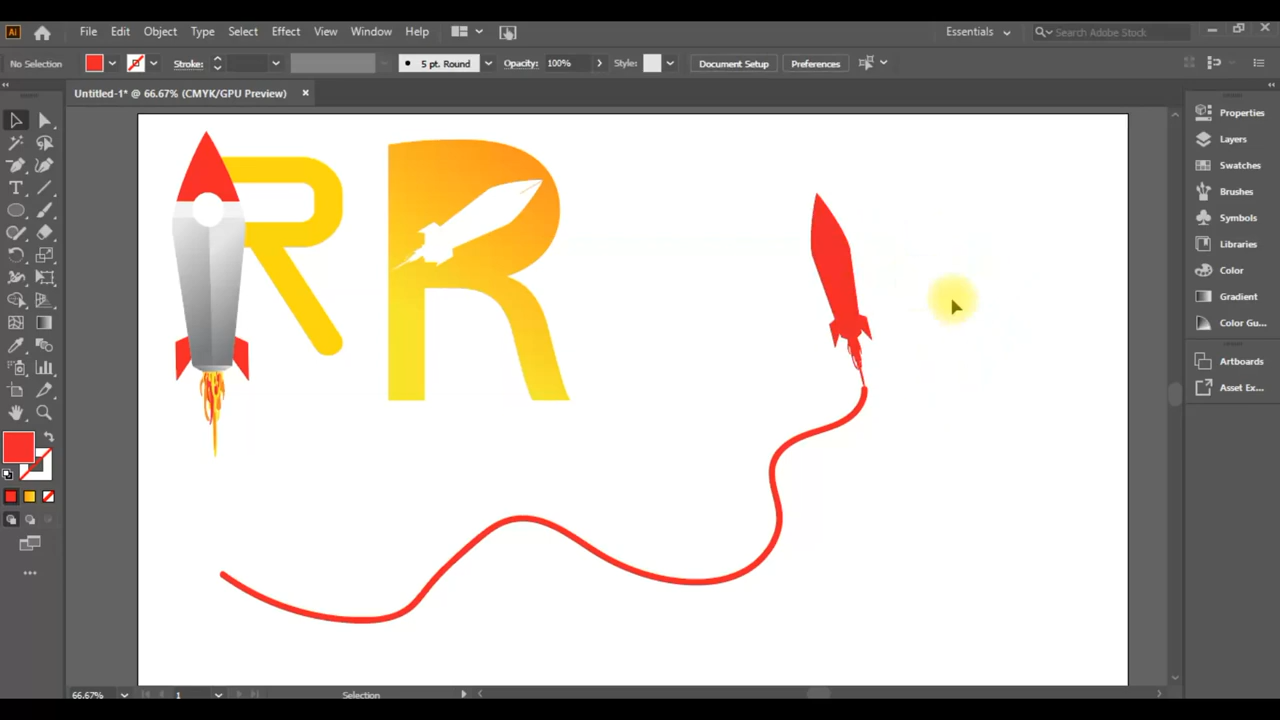 Ai File Edit Object Type Select Effect View Window Help Essentials Search Adobe Stock
No Selection Stroke: 5 pt. Round Opacity: 100% Style: Document Setup Preferences
Untitled-1* @ 66.67% (CMYK/GPU Preview) ×
Properties
Layers
Swatches
Brushes
Symbols
Libraries
Color
Gradient
Color Gu...
Artboards
Asset Ex...
R R
66.67% 1 Selection